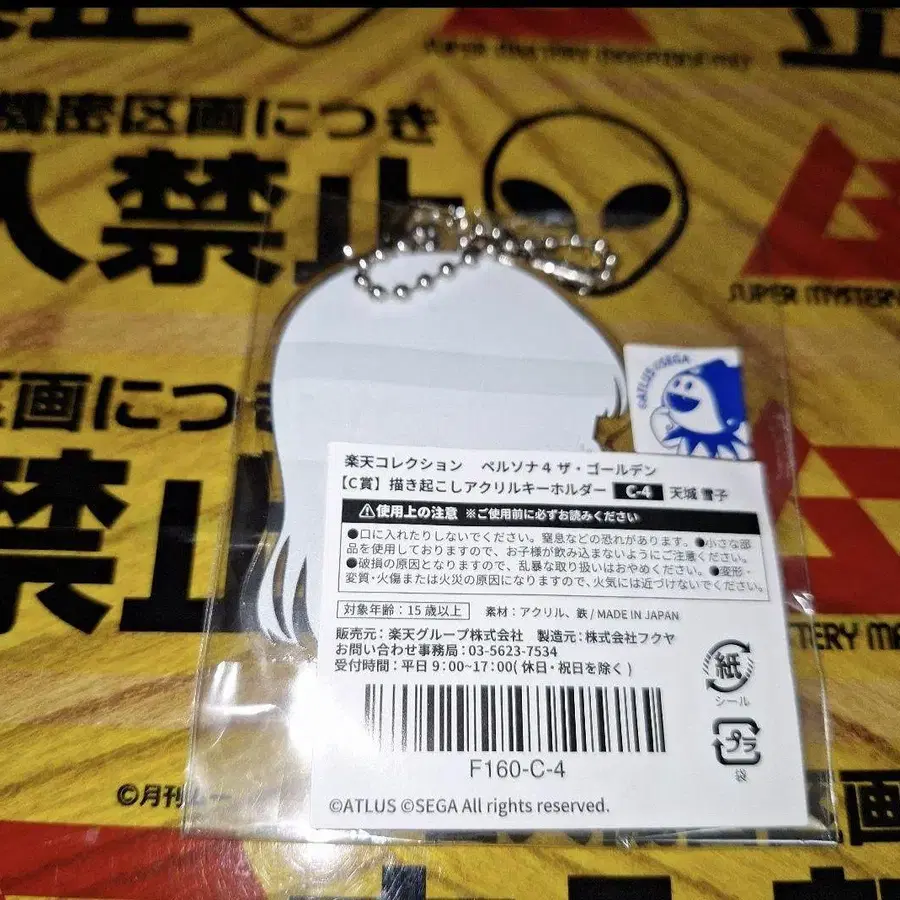 機密区画につき
人禁止
SUPER MYSTERY
区画につき
禁止
©ATLUS ©SEGA
楽天コレクション ペルソナ4 ザ・ゴールデン
【C賞】描き起こしアクリルキーホルダー C-4 天城 雪子
⚠使用上の注意 ※ご使用前に必ずお読みください
●口に入れたりしないでください。窒息などの恐れがあります。●小さな部
品を使用しておりますので、お子様が飲み込まないようにご注意ください。
●破損の原因となりますので、乱暴な取り扱いはおやめください。●変形・
変質・火傷または火災の原因になりますので、火気には近づけないでください。
対象年齢：15歳以上 素材：アクリル、鉄 / MADE IN JAPAN
販売元：楽天グループ株式会社 製造元：株式会社フクヤ
お問い合わせ事務局：03-5623-7534
受付時間：平日 9：00~17：00( 休日・祝日を除く )
紙
シール
プラ
袋
F160-C-4
©ATLUS ©SEGA All rights reserved.
TERY MA
©月刊ムー